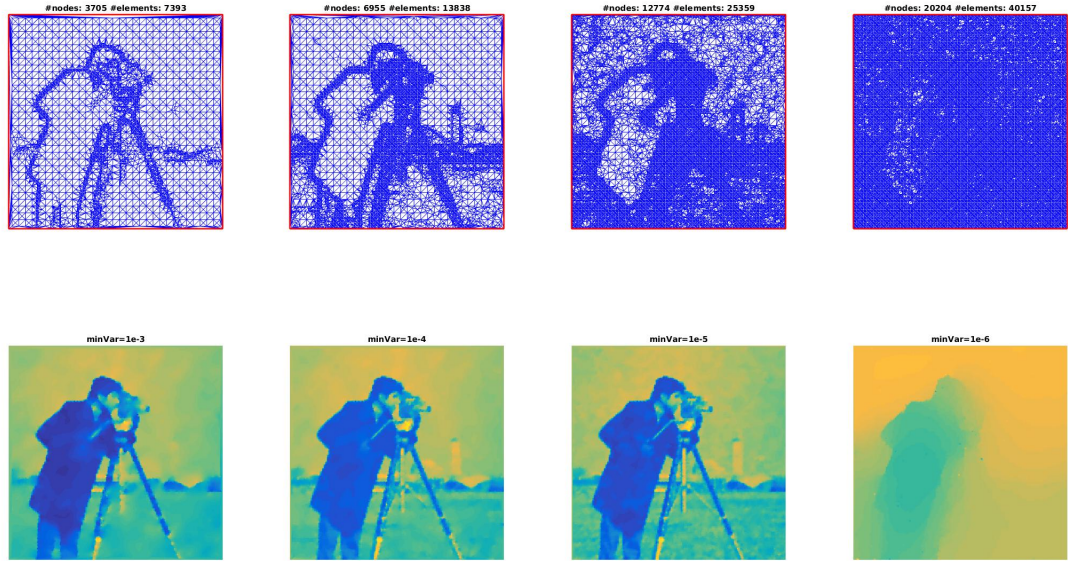 #nodes: 3705 #elements: 7393
#nodes: 6955 #elements: 13838
#nodes: 12774 #elements: 25359
#nodes: 20204 #elements: 40157
minVar=1e-3
minVar=1e-4
minVar=1e-5
minVar=1e-6